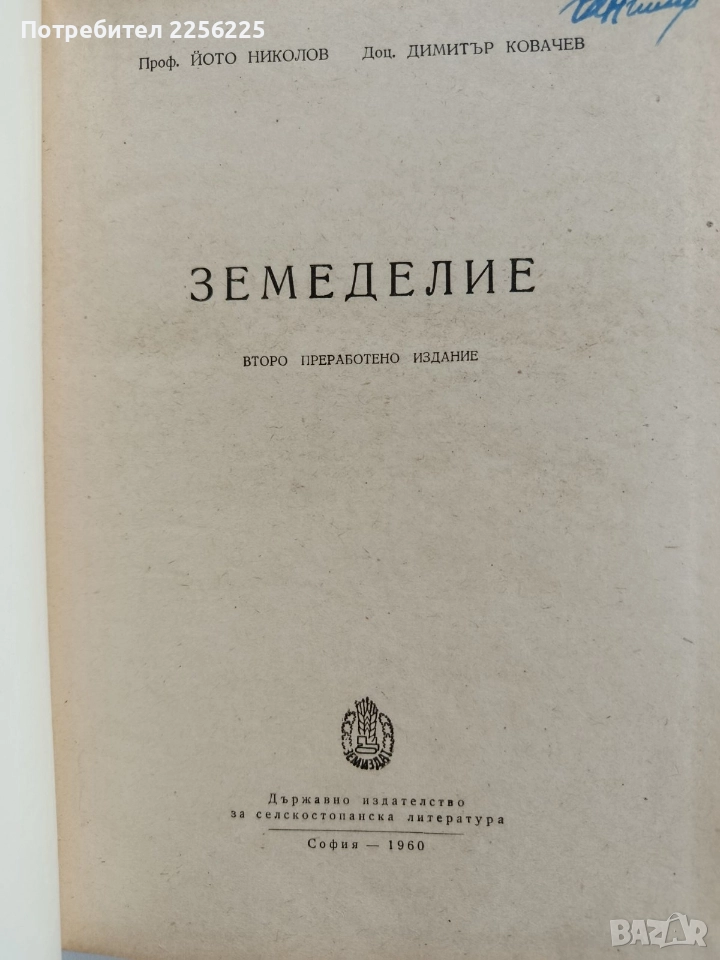 Потребител 2256225
Проф. ЙОТО НИКОЛОВ Доц. ДИМИТЪР КОВАЧЕВ
ЗЕМЕДЕЛИЕ
ВТОРО ПРЕРАБОТЕНО ИЗДАНИЕ
ЗЕМИЗДАТ
Държавно издателство
за селскостопанска литература
София — 1960
BAZAR